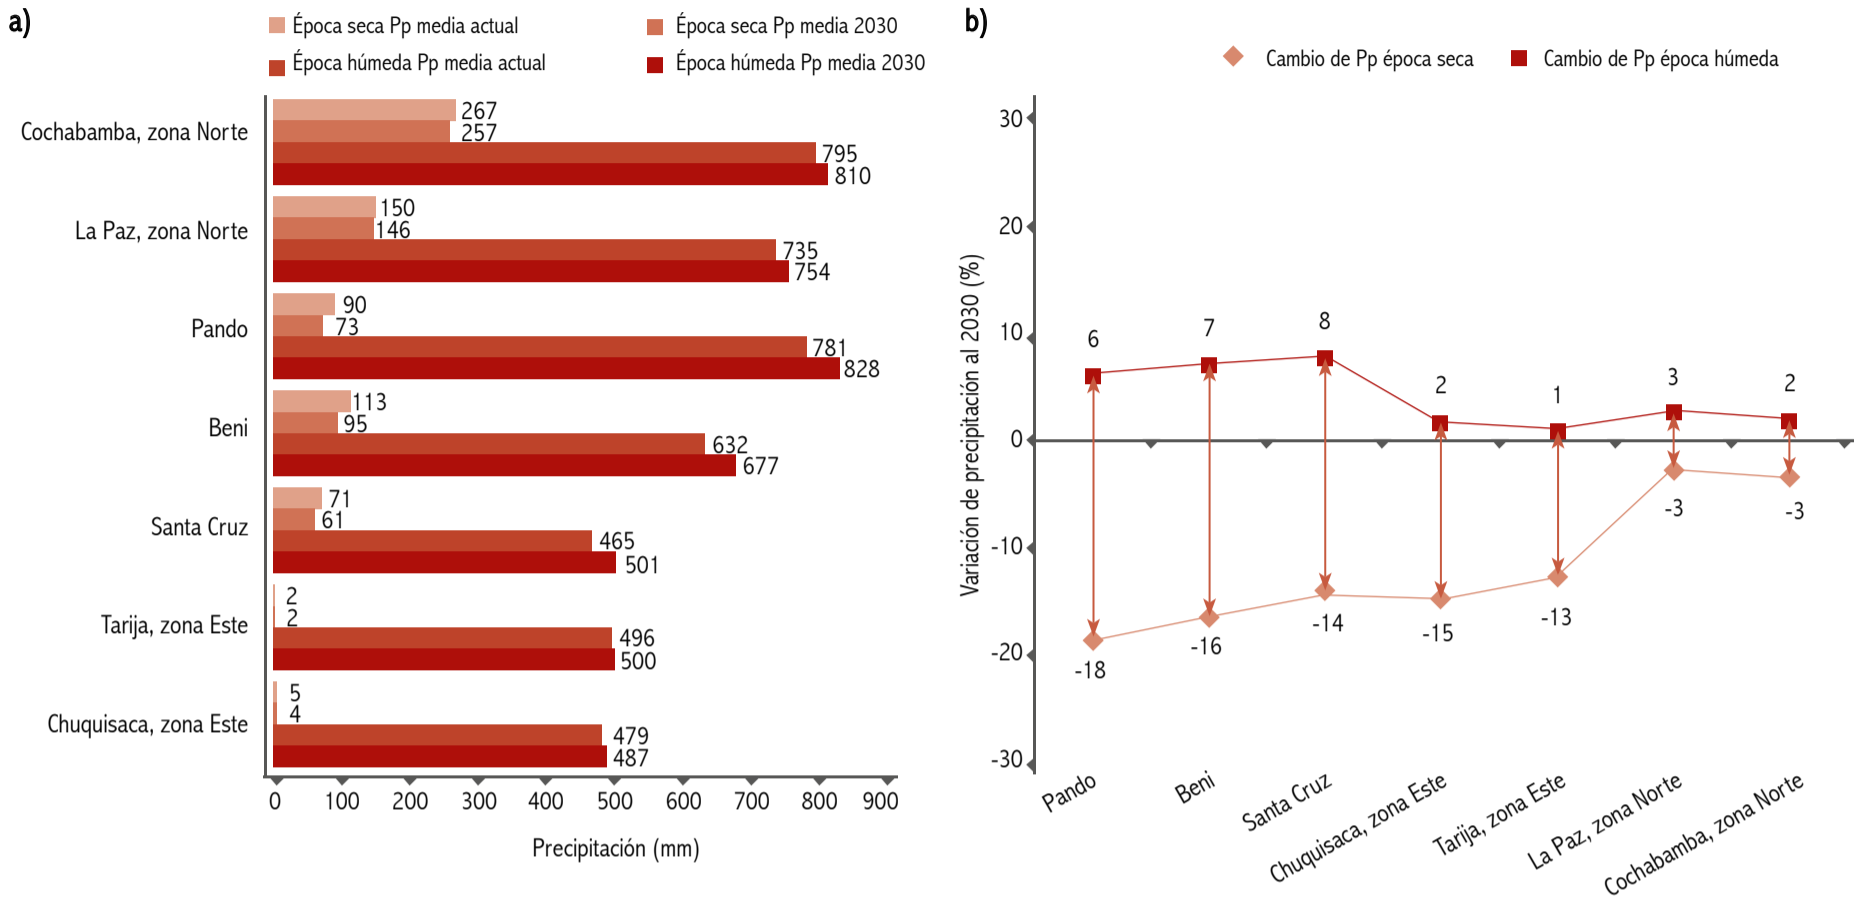 a)
Época seca Pp media actual
Época seca Pp media 2030
Época húmeda Pp media actual
Época húmeda Pp media 2030
Cochabamba, zona Norte
267
257
795
810
La Paz, zona Norte
150
146
735
754
Pando
90
73
781
828
Beni
113
95
632
677
Santa Cruz
71
61
465
501
Tarija, zona Este
2
2
496
500
Chuquisaca, zona Este
5
4
479
487
0 100 200 300 400 500 600 700 800 900
Precipitación (mm)
b)
Cambio de Pp época seca
Cambio de Pp época húmeda
Variación de precipitación al 2030 (%)
30
20
10
0
-10
-20
-30
6 7 8 2 1 3 2
-18 -16 -14 -15 -13 -3 -3
Pando
Beni
Santa Cruz
Chuquisaca, zona Este
Tarija, zona Este
La Paz, zona Norte
Cochabamba, zona Norte